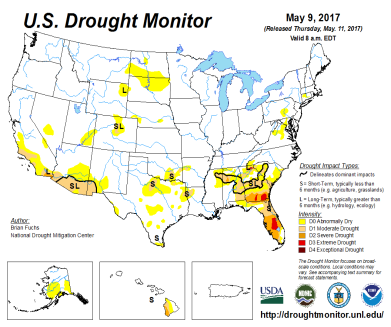 U.S. Drought Monitor
May 9, 2017
(Released Thursday, May. 11, 2017)
Valid 8 a.m. EDT
L
SL
L
SL
S
S
S
S
L
S
S
S
Drought Impact Types:
Delineates dominant impacts
S = Short-Term, typically less than
6 months (e.g. agriculture, grasslands)
L = Long-Term, typically greater than
6 months (e.g. hydrology, ecology)
Intensity:
D0 Abnormally Dry
D1 Moderate Drought
D2 Severe Drought
D3 Extreme Drought
D4 Exceptional Drought
Author:
Brian Fuchs
National Drought Mitigation Center
The Drought Monitor focuses on broad-
scale conditions. Local conditions may
vary. See accompanying text summary for
forecast statements.
USDA
NDMC
http://droughtmonitor.unl.edu/